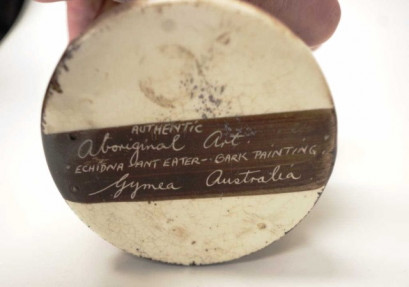 AUTHENTIC
Aboriginal Art.
ECHIDNA ANT EATER-. BARK PAINTING
Gymea Australia